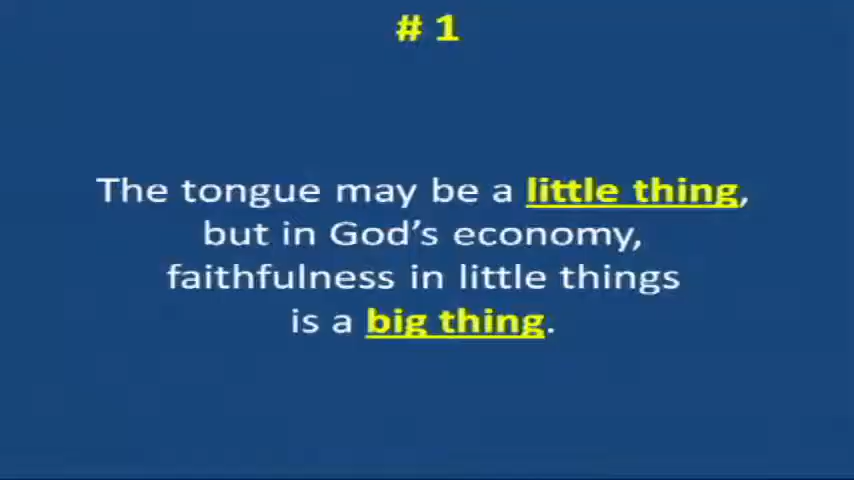 # 1
The tongue may be a little thing,
but in God’s economy,
faithfulness in little things
is a big thing.